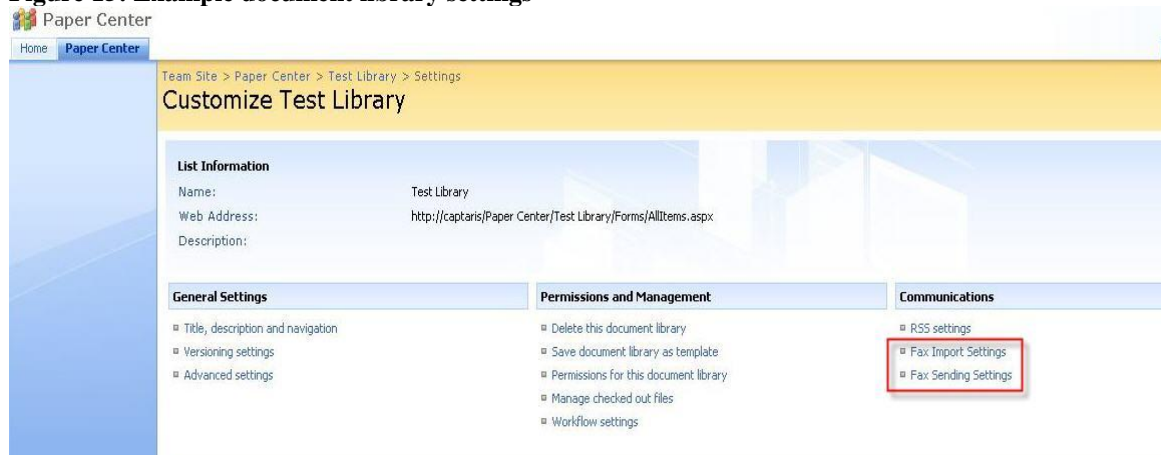 Figure 15: Example document library settings
Paper Center
Home Paper Center
Team Site > Paper Center > Test Library > Settings
Customize Test Library
List Information
Name: Test Library
Web Address: http://captaris/Paper Center/Test Library/Forms/AllItems.aspx
Description:
General Settings Permissions and Management Communications
Title, description and navigation Delete this document library RSS settings
Versioning settings Save document library as template Fax Import Settings
Advanced settings Permissions for this document library Fax Sending Settings
Manage checked out files
Workflow settings